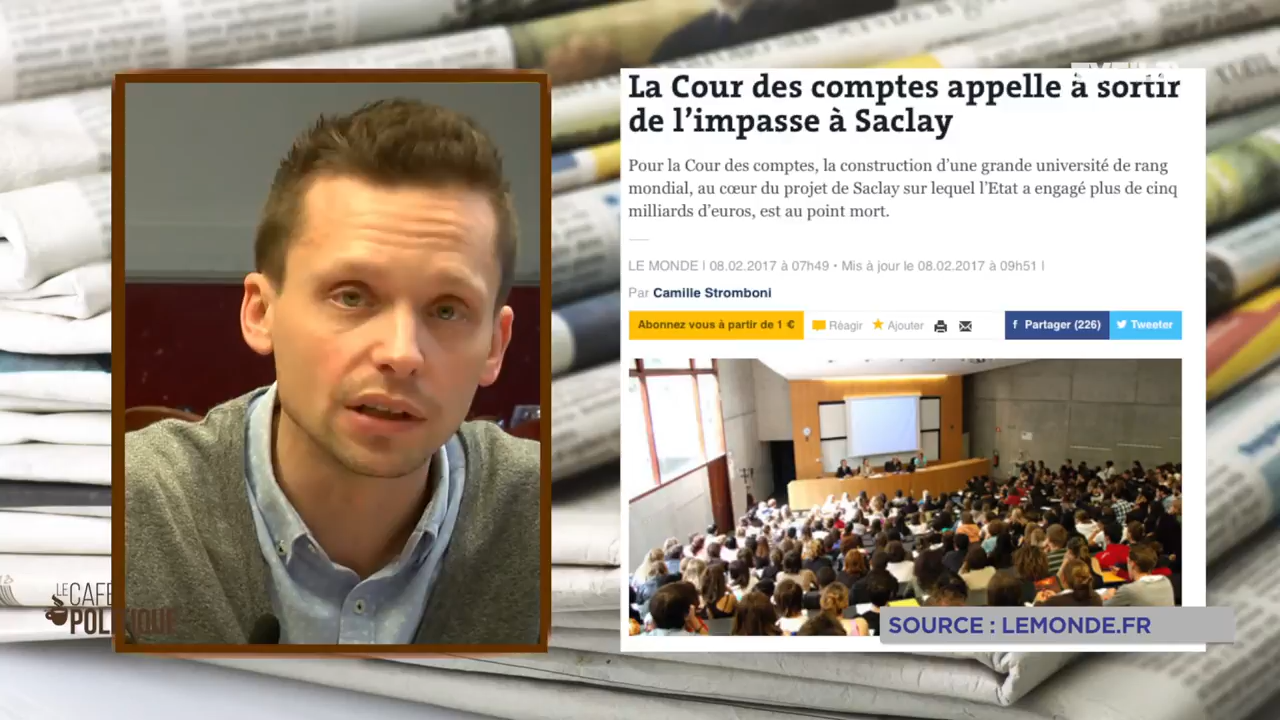 La Cour des comptes appelle à sortir
de l'impasse à Saclay
Pour la Cour des comptes, la construction d'une grande université de rang
mondial, au cœur du projet de Saclay sur lequel l'Etat a engagé plus de cinq
milliards d'euros, est au point mort.
LE MONDE | 08.02.2017 à 07h49 • Mis à jour le 08.02.2017 à 09h51 |
Par Camille Stromboni
Abonnez vous à partir de 1 €
Réagir
Ajouter
f Partager (226)
Tweeter
LE CAFE
POLITIQUE
SOURCE : LEMONDE.FR